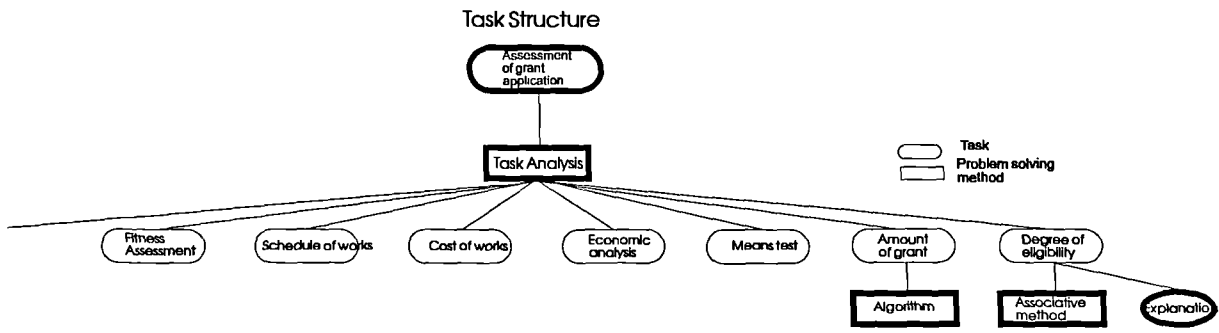 Task Structure
Assessment
of grant
application
Task Analysis
Task
Problem solving
method
Fitness
Assessment
Schedule of works
Cost of works
Economic
analysis
Means test
Amount
of grant
Degree of
eligibility
Algorithm
Associative
method
Explanatio